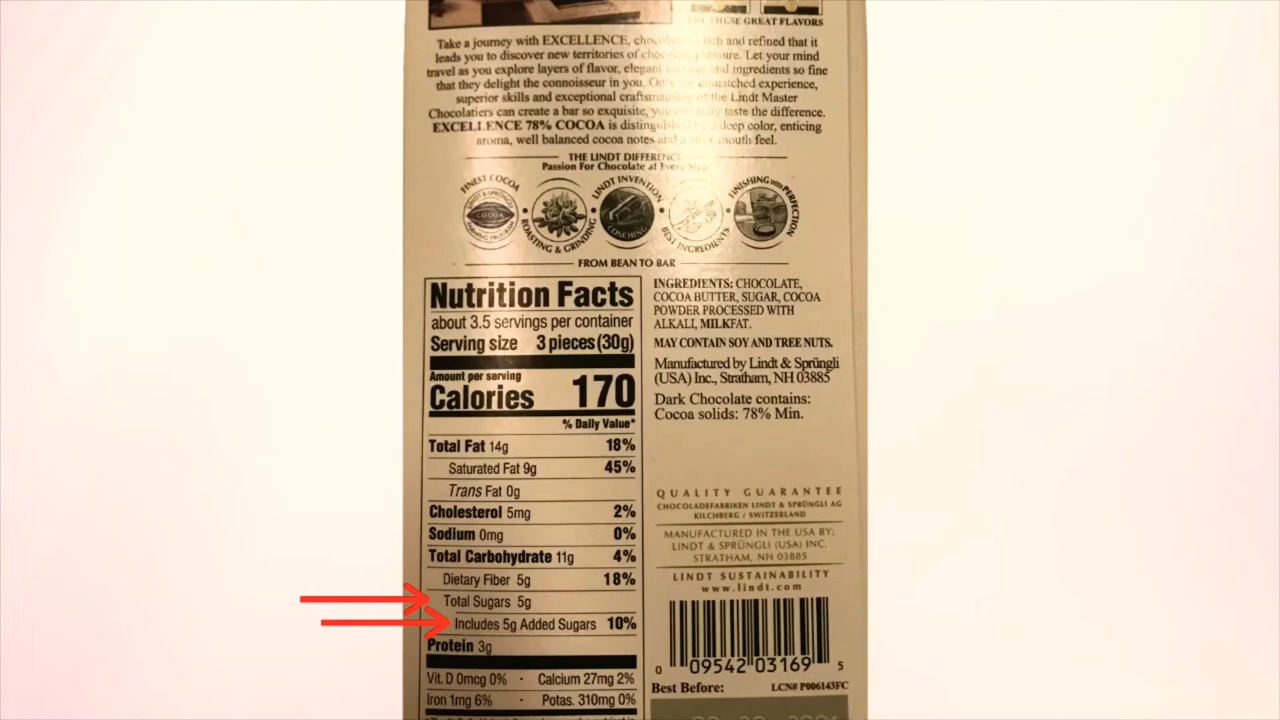 TRY THESE GREAT FLAVORS
Take a journey with EXCELLENCE, chocolate so rich and refined that it
leads you to discover new territories of chocolate pleasure. Let your mind
travel as you explore layers of flavor, elegant and ingredients so fine
that they delight the connoisseur in you. Only the unmatched experience,
superior skills and exceptional craftsmanship of the Lindt Master
Chocolatiers can create a bar so exquisite, you can truly taste the difference.
EXCELLENCE 78% COCOA is distinguished by a deep color, enticing
aroma, well balanced cocoa notes and a silky mouth feel.
THE LINDT DIFFERENCE
Passion For Chocolate at Every Step
FINEST COCOA
LINDT & SPRÜNGLI
COCOA
FARMING PROGRAM
ROASTING & GRINDING
LINDT INVENTION
CONCHING
BEST INGREDIENTS
FINISHING WITH PERFECTION
FROM BEAN TO BAR
Nutrition Facts
about 3.5 servings per container
Serving size 3 pieces (30g)
Amount per serving
Calories 170
% Daily Value*
Total Fat 14g 18%
Saturated Fat 9g 45%
Trans Fat 0g
Cholesterol 5mg 2%
Sodium 0mg 0%
Total Carbohydrate 11g 4%
Dietary Fiber 5g 18%
Total Sugars 5g
Includes 5g Added Sugars 10%
Protein 3g
Vit. D 0mcg 0% · Calcium 27mg 2%
Iron 1mg 6% · Potas. 310mg 0%
INGREDIENTS: CHOCOLATE,
COCOA BUTTER, SUGAR, COCOA
POWDER PROCESSED WITH
ALKALI, MILKFAT.
MAY CONTAIN SOY AND TREE NUTS.
Manufactured by Lindt & Sprüngli
(USA) Inc., Stratham, NH 03885
Dark Chocolate contains:
Cocoa solids: 78% Min.
QUALITY GUARANTEE
CHOCOLADEFABRIKEN LINDT & SPRÜNGLI AG
KILCHBERG / SWITZERLAND
MANUFACTURED IN THE USA BY:
LINDT & SPRÜNGLI (USA) INC.
STRATHAM, NH 03885
LINDT SUSTAINABILITY
www.lindt.com
0 09542 03169 5
Best Before: LCN# P006143FC